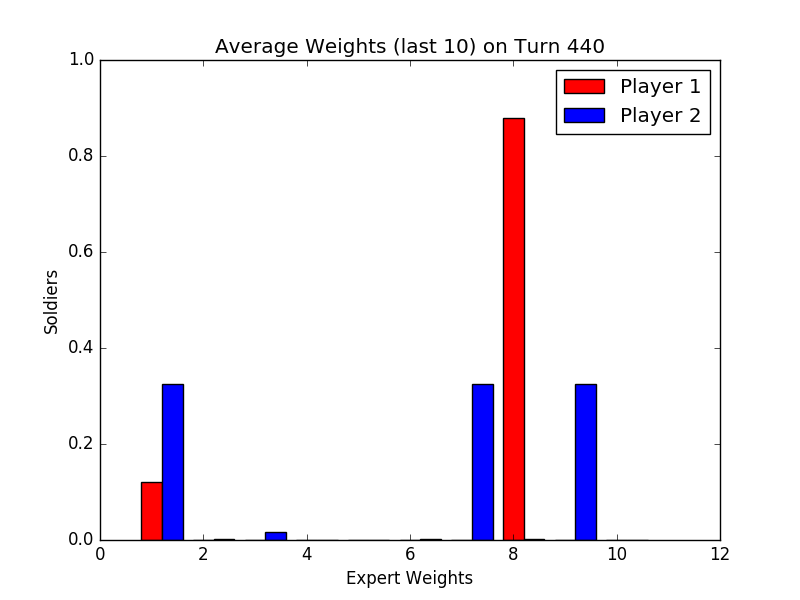 Average Weights (last 10) on Turn 440
Player 1
Player 2
Soldiers
1.0
0.8
0.6
0.4
0.2
0.0
0 2 4 6 8 10 12
Expert Weights